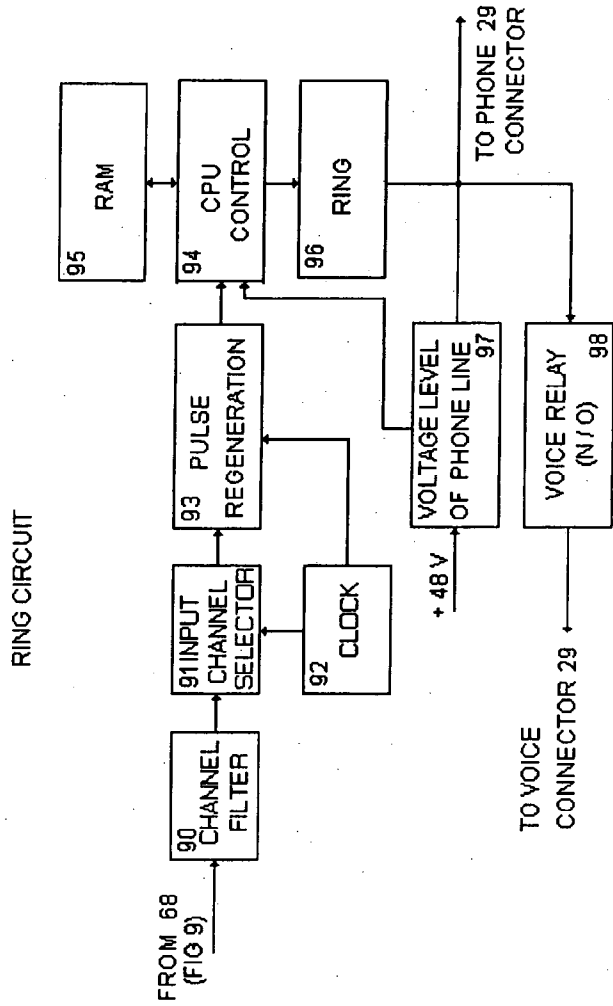 RING CIRCUIT
FROM 68
(FIG 9)
90
CHANNEL
FILTER
91 INPUT
CHANNEL
SELECTOR
92
CLOCK
93 PULSE
REGENERATION
95
RAM
94
CPU
CONTROL
96
RING
+ 48 V
VOLTAGE LEVEL
OF PHONE LINE
97
TO PHONE 29
CONNECTOR
VOICE RELAY
(N / O)
98
TO VOICE
CONNECTOR 29